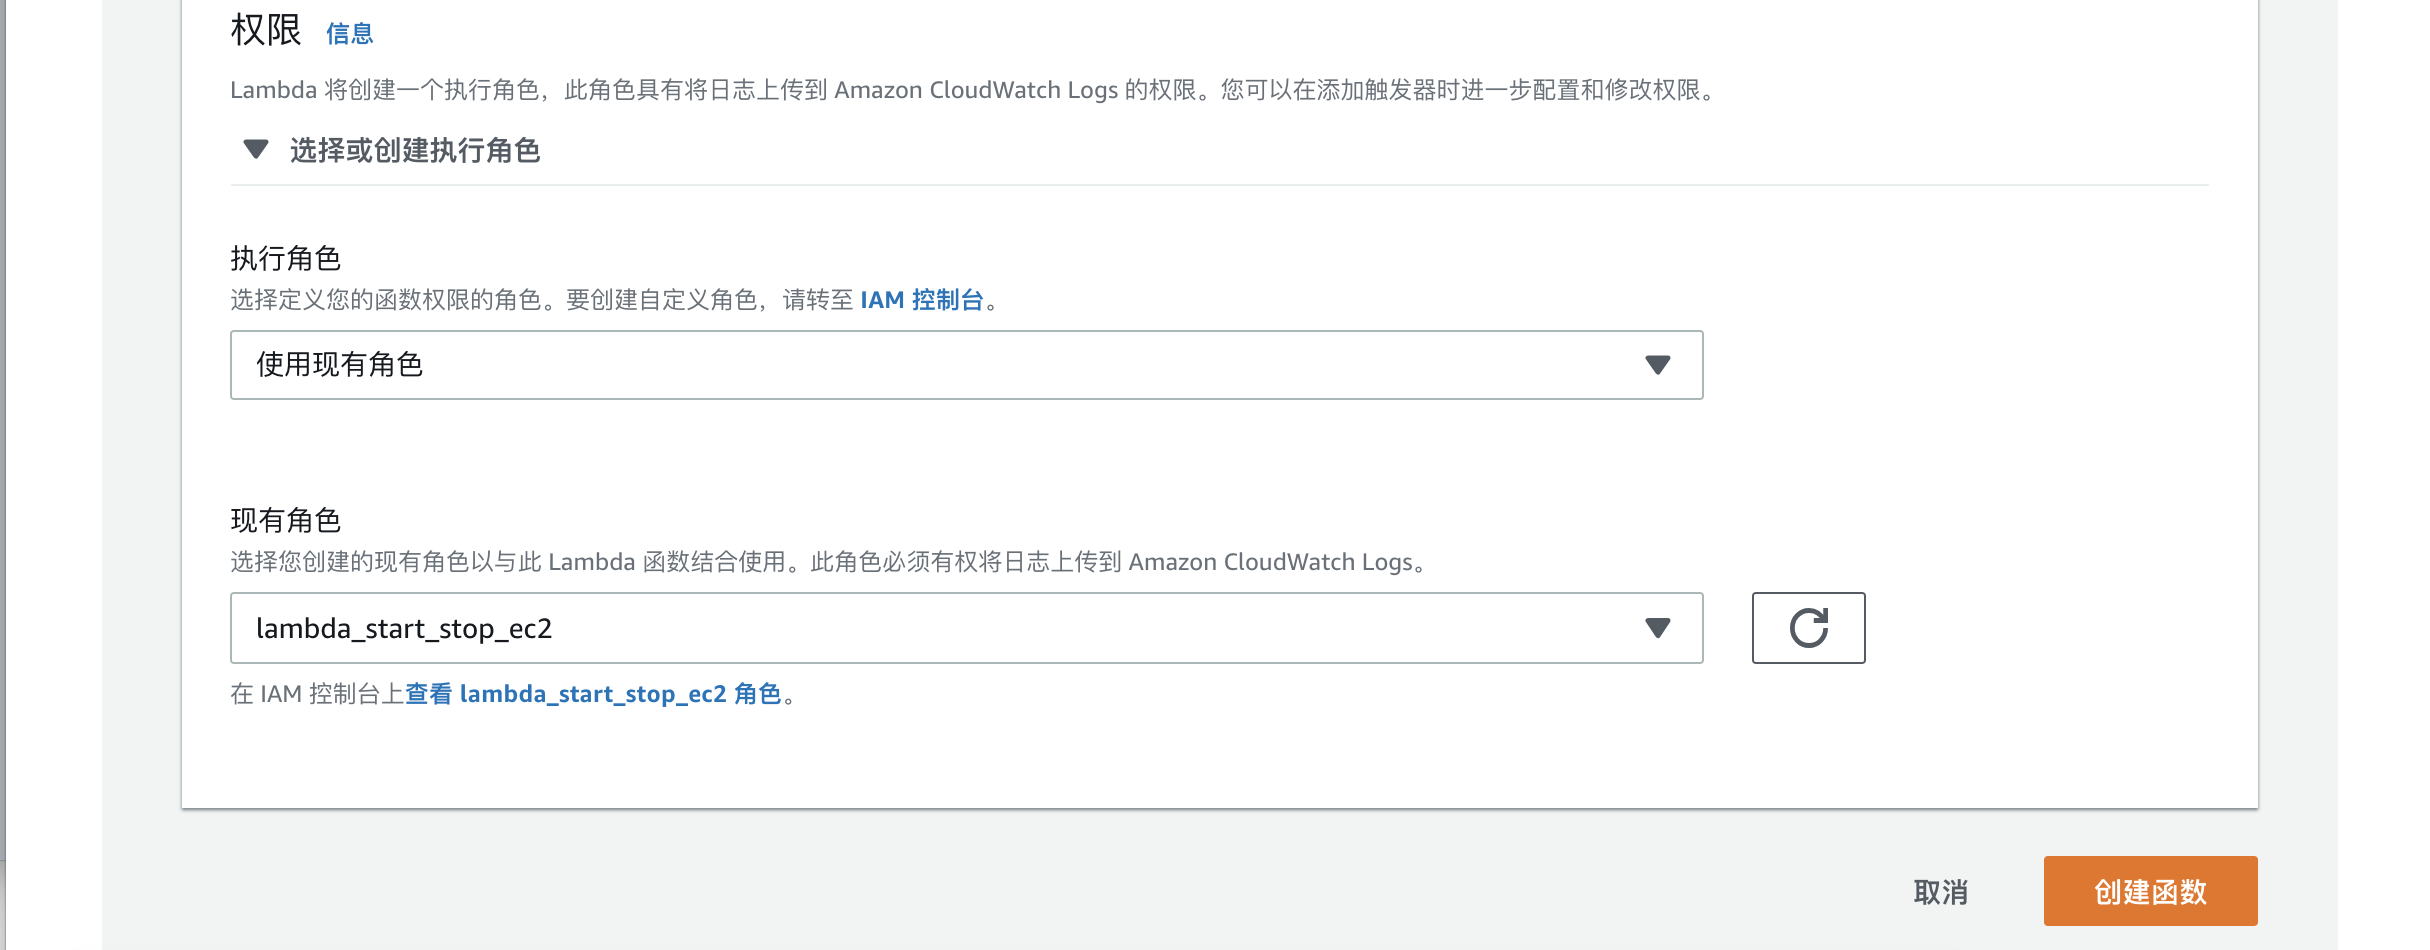 权限 信息
Lambda 将创建一个执行角色，此角色具有将日志上传到 Amazon CloudWatch Logs 的权限。您可以在添加触发器时进一步配置和修改权限。
选择或创建执行角色
执行角色
选择定义您的函数权限的角色。要创建自定义角色，请转至 IAM 控制台。
使用现有角色
现有角色
选择您创建的现有角色以与此 Lambda 函数结合使用。此角色必须有权将日志上传到 Amazon CloudWatch Logs。
lambda_start_stop_ec2
在 IAM 控制台上查看 lambda_start_stop_ec2 角色。
取消 创建函数